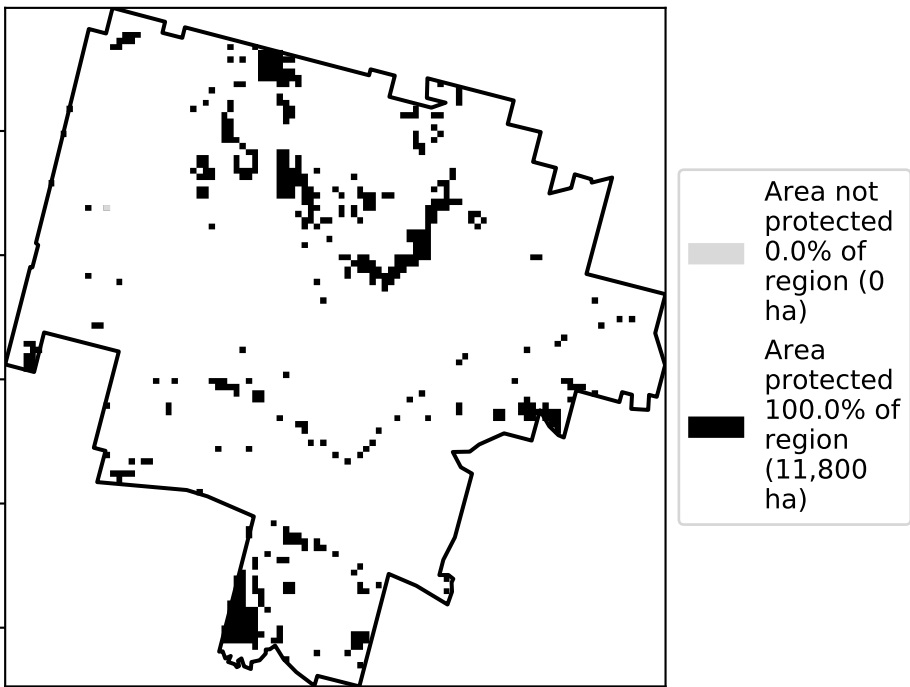 Area not
protected
0.0% of
region (0
ha)
Area
protected
100.0% of
region
(11,800
ha)